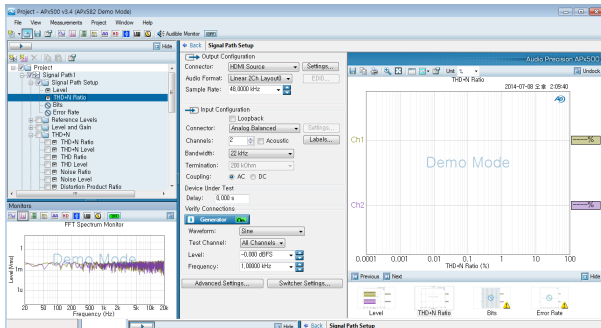 Project - APx500 v3.4 (APx582 Demo Mode)
File View Measurements Project Window Help
Audible Monitor
Hide
Project
Signal Path1
Signal Path Setup
Level
THD+N Ratio
Bits
Error Rate
Reference Levels
Level and Gain
THD+N
THD+N Ratio
THD+N Level
THD Ratio
THD Level
Noise Ratio
Noise Level
Distortion Product Ratio
Monitors
FFT Spectrum Monitor
Level (Vrms)
1
1m
1u
Demo Mode
20 50 100 200 500 1k 2k 5k 10k 20k
Frequency (Hz)
Back Signal Path Setup
Output Configuration
Connector: HDMI Source Settings...
Audio Format: Linear 2Ch Layout0 EDID...
Sample Rate: 48.0000 kHz
Input Configuration
Loopback
Connector: Analog Balanced Settings...
Channels: 2 Acoustic Labels...
Bandwidth: 22 kHz
Termination: 200 kOhm
Coupling: AC DC
Device Under Test
Delay: 0.000 s
Verify Connections
Generator
Waveform: Sine
Test Channel: All Channels
Level: -0.000 dBFS
Frequency: 1.00000 kHz
Advanced Settings... Switcher Settings...
Audio Precision APx500
Unit: % Undock
THD+N Ratio
2014-07-08 오후 2:09:40
Ch1
----%
Demo Mode
Ch2
----%
0.0001 0.001 0.01 0.1 1 10 100
THD+N Ratio (%)
Previous Next Hide
Level THD+N Ratio Bits Error Rate
Hide Back Signal Path Setup